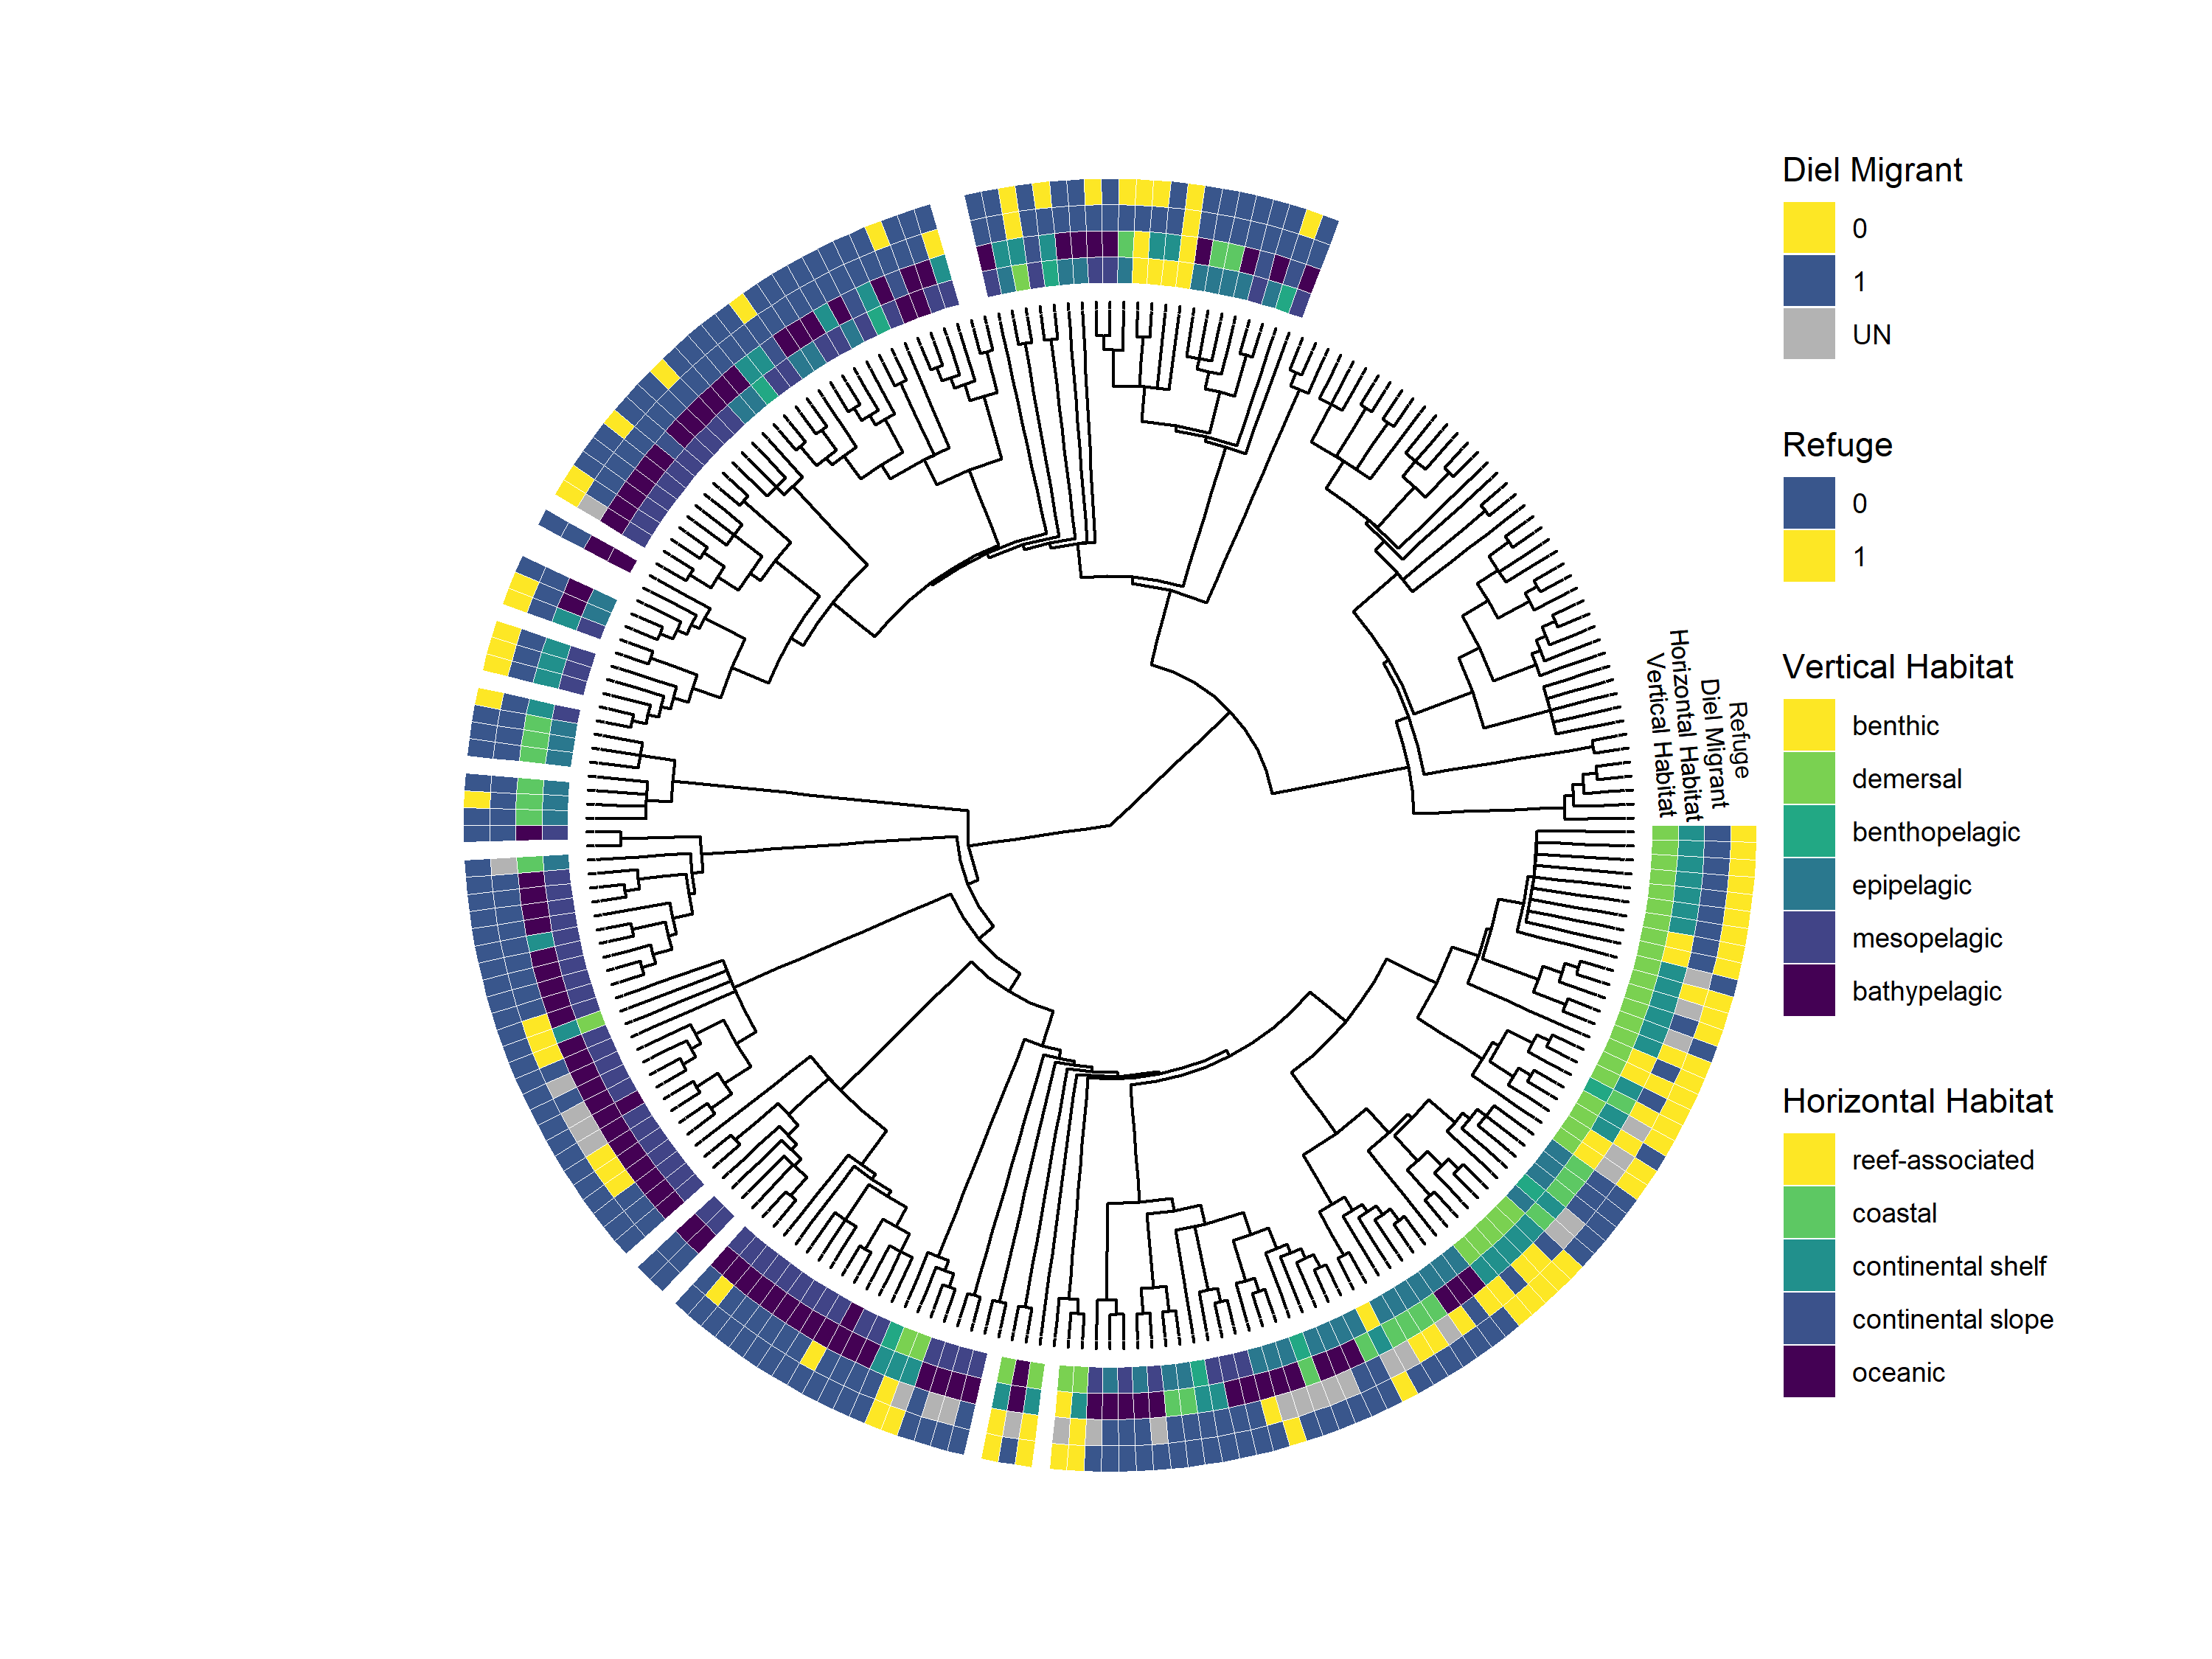 Diel Migrant
0
1
UN
Refuge
0
1
Vertical Habitat
benthic
demersal
benthopelagic
epipelagic
mesopelagic
bathypelagic
Horizontal Habitat
reef-associated
coastal
continental shelf
continental slope
oceanic
Vertical Habitat
Horizontal Habitat
Diel Migrant
Refuge